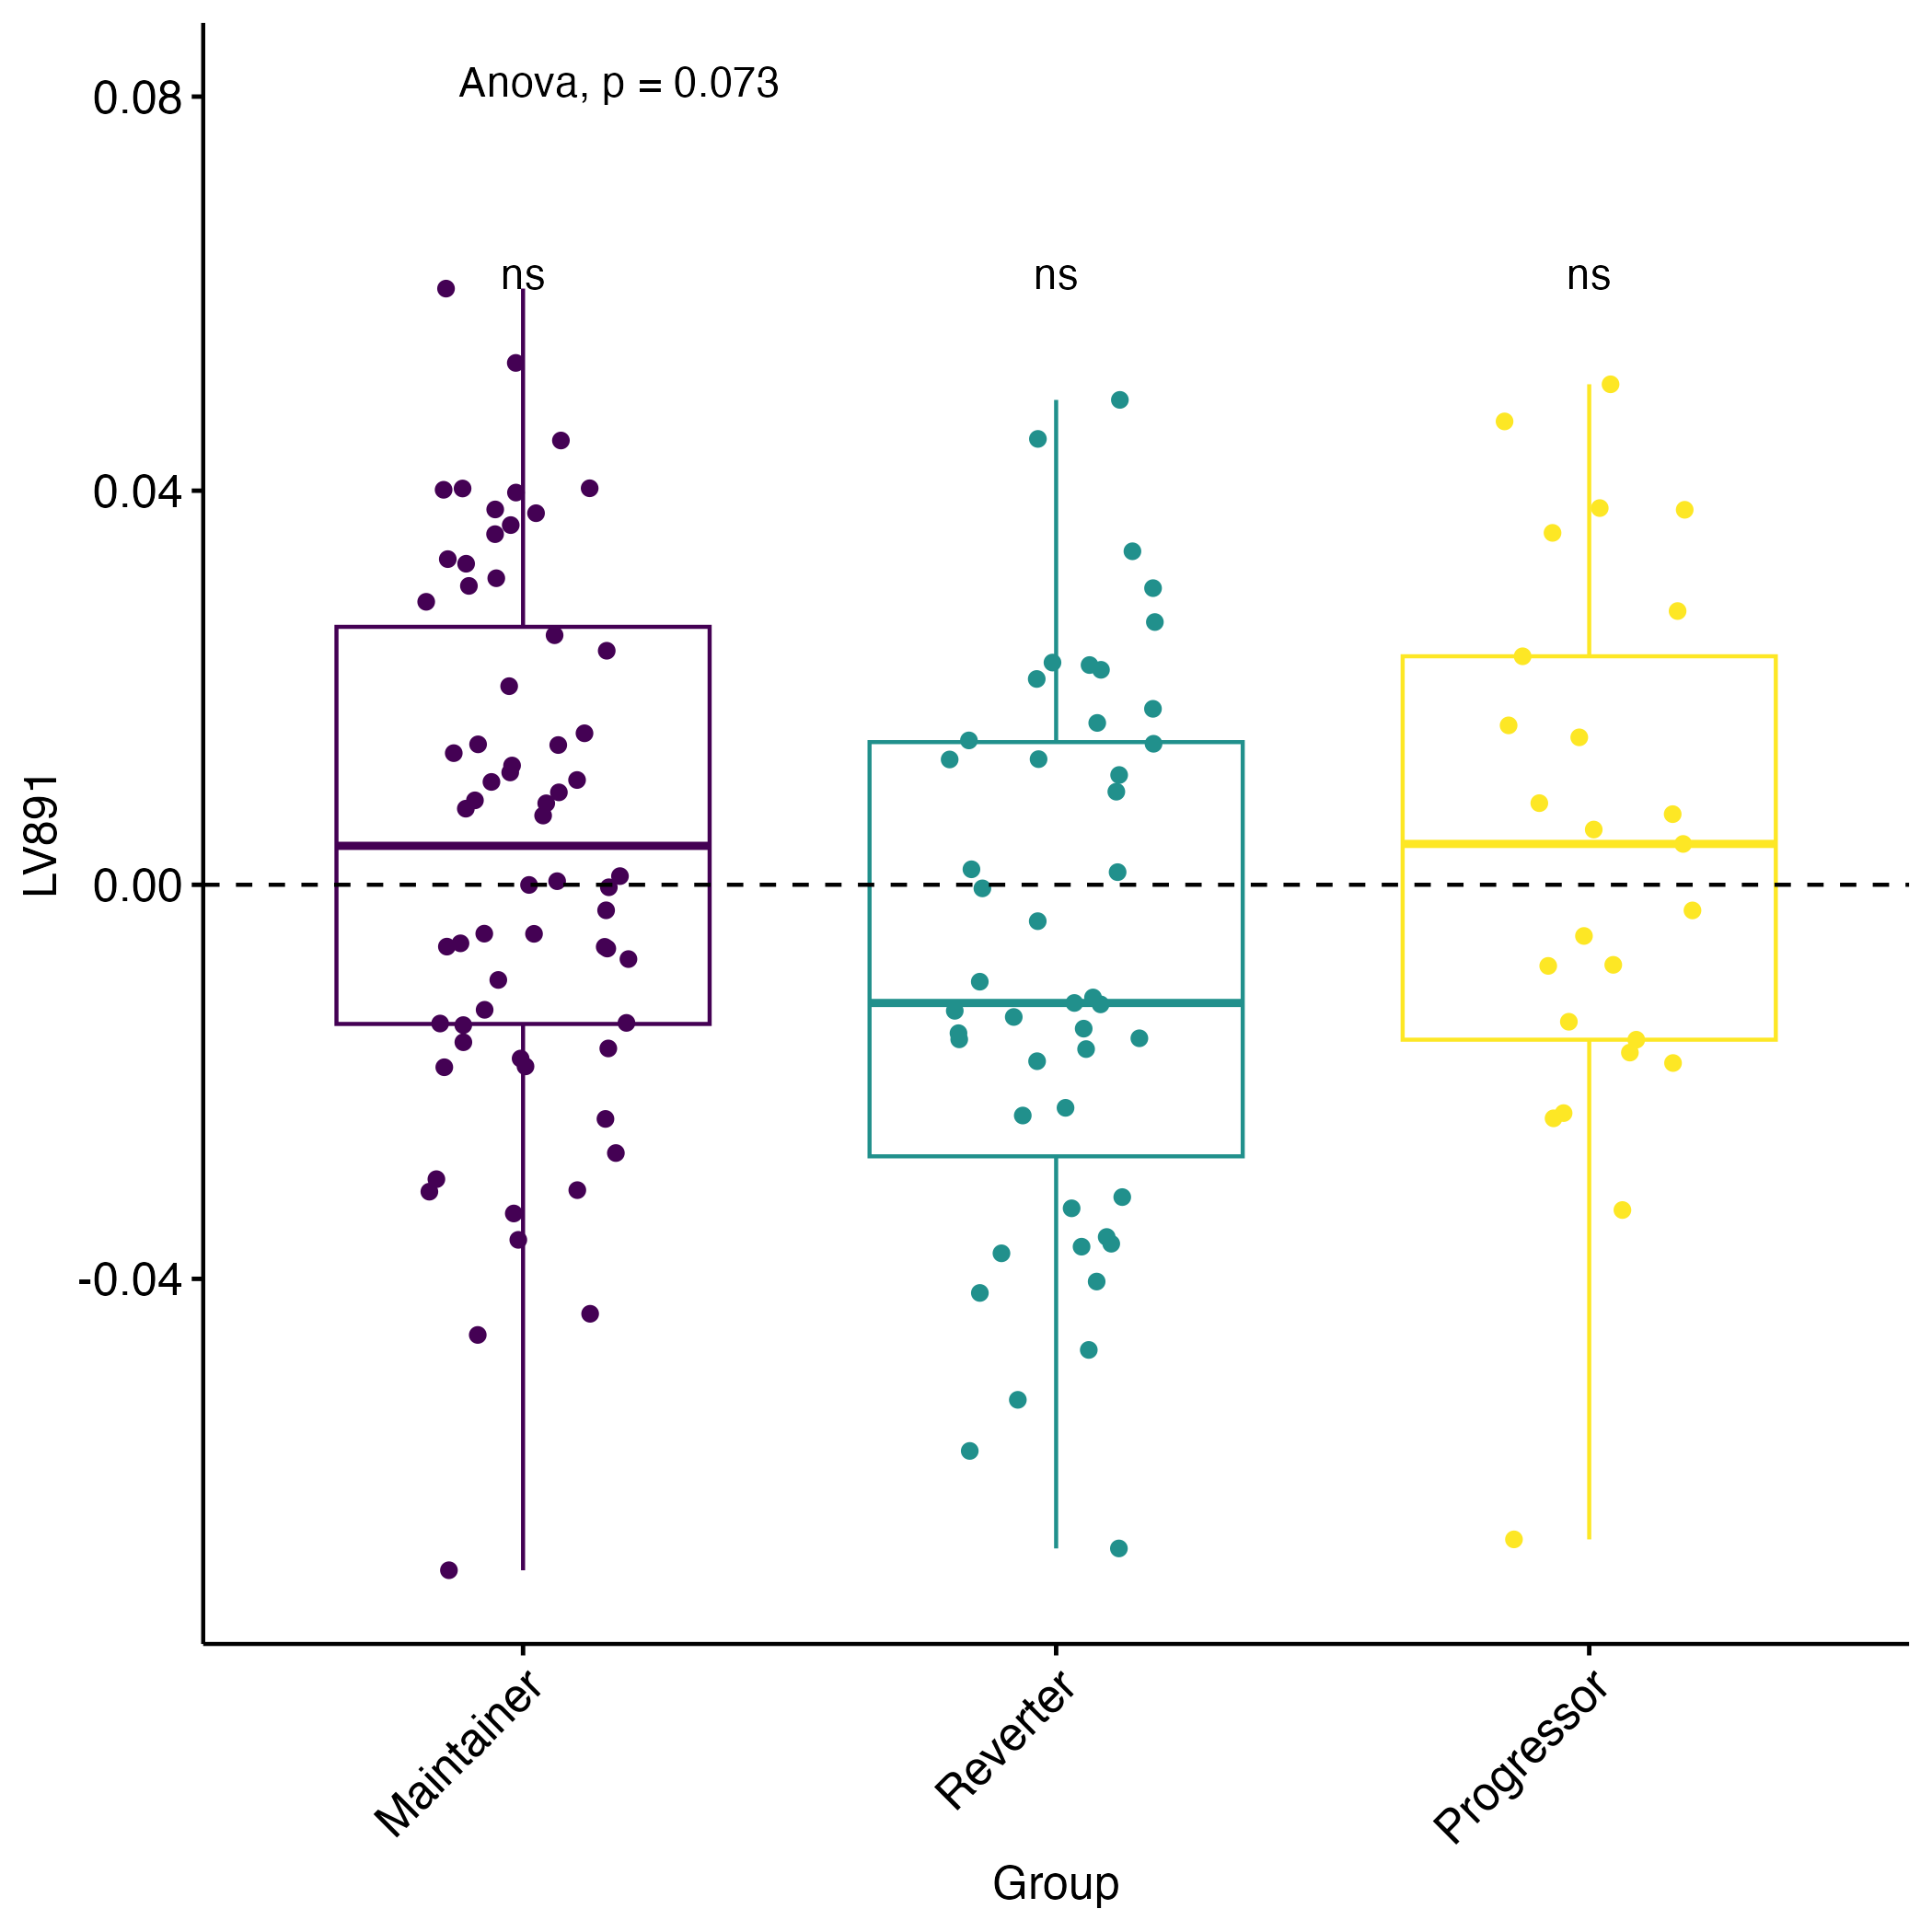 Anova, p = 0.073
0.08
ns ns ns
0.04
0.00
-0.04
LV891
Maintainer
Reverter
Progressor
Group